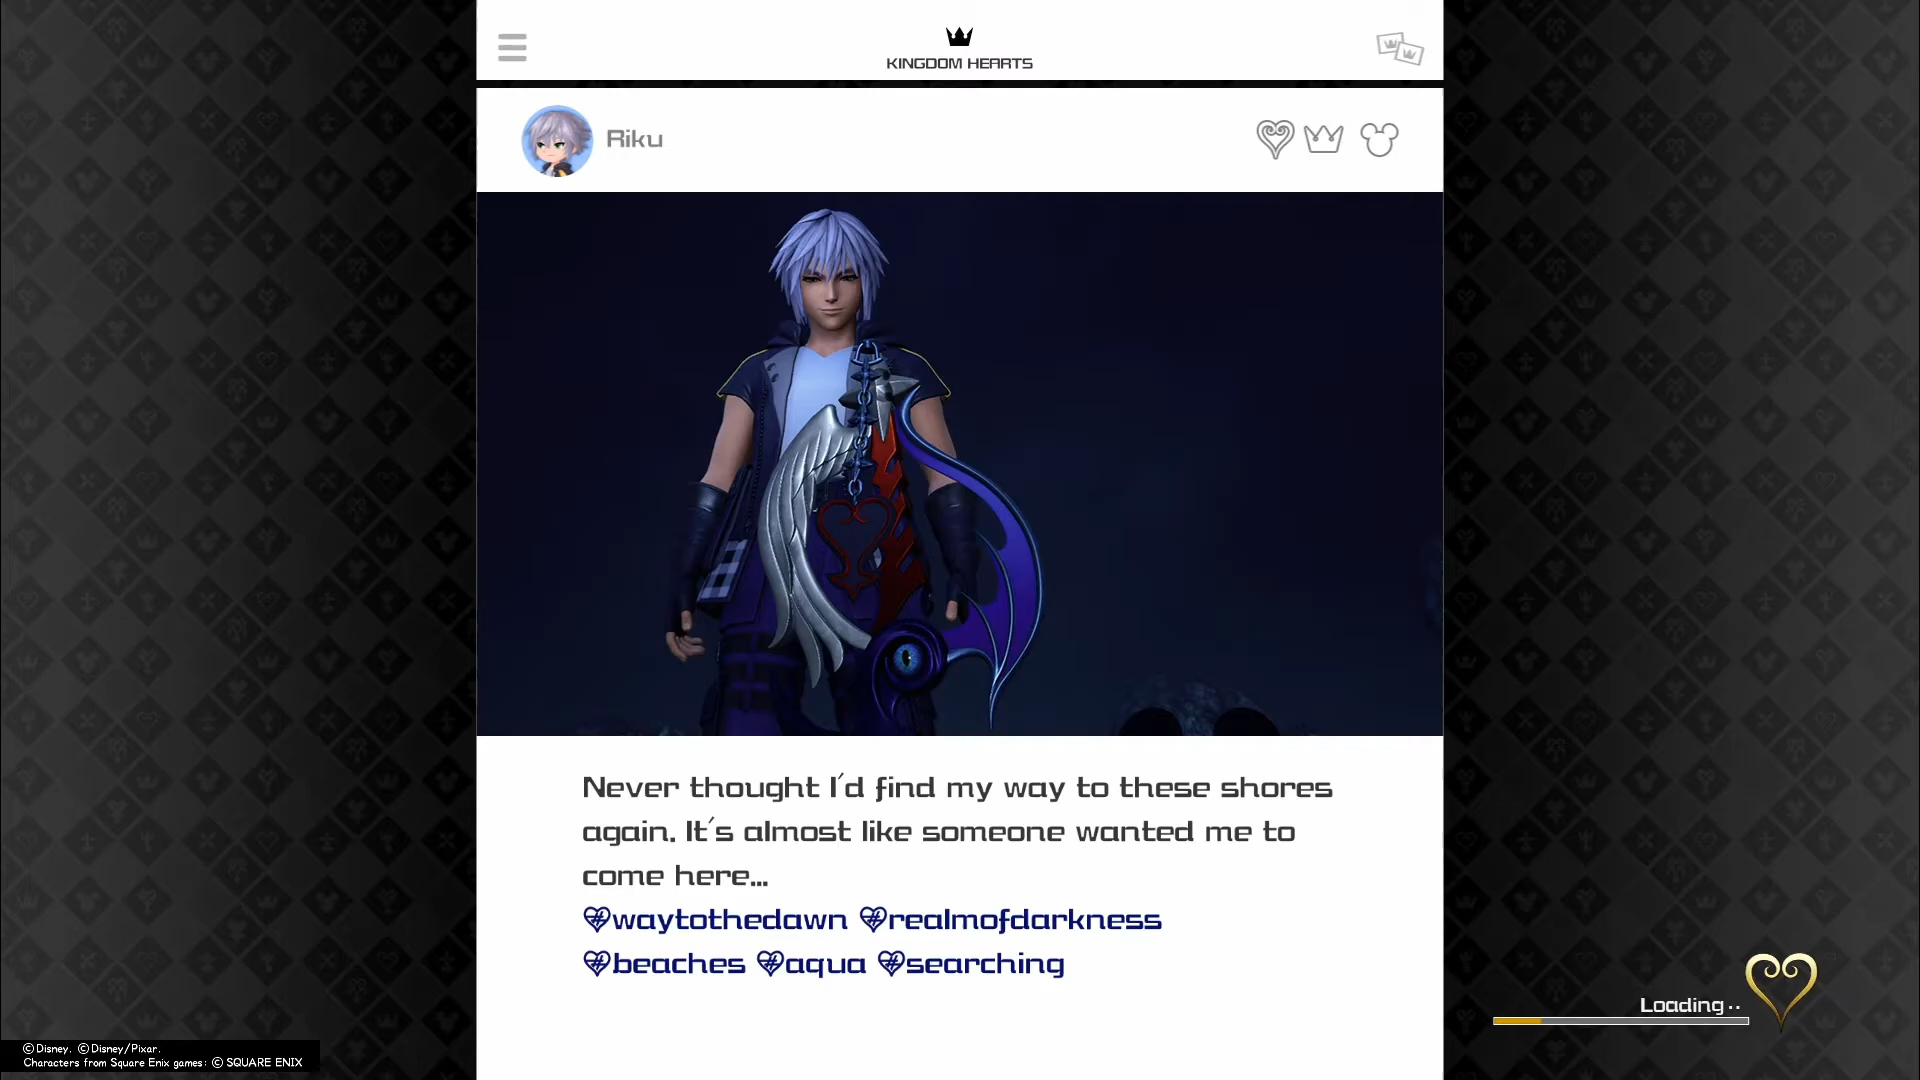 KINGDOM HEARTS
Riku
Never thought I'd find my way to these shores
again. It's almost like someone wanted me to
come here...
#waytothedawn #realmofdarkness
#beaches #aqua #searching
Loading..
©Disney. ©Disney/Pixar.
Characters from Square Enix games: © SQUARE ENIX